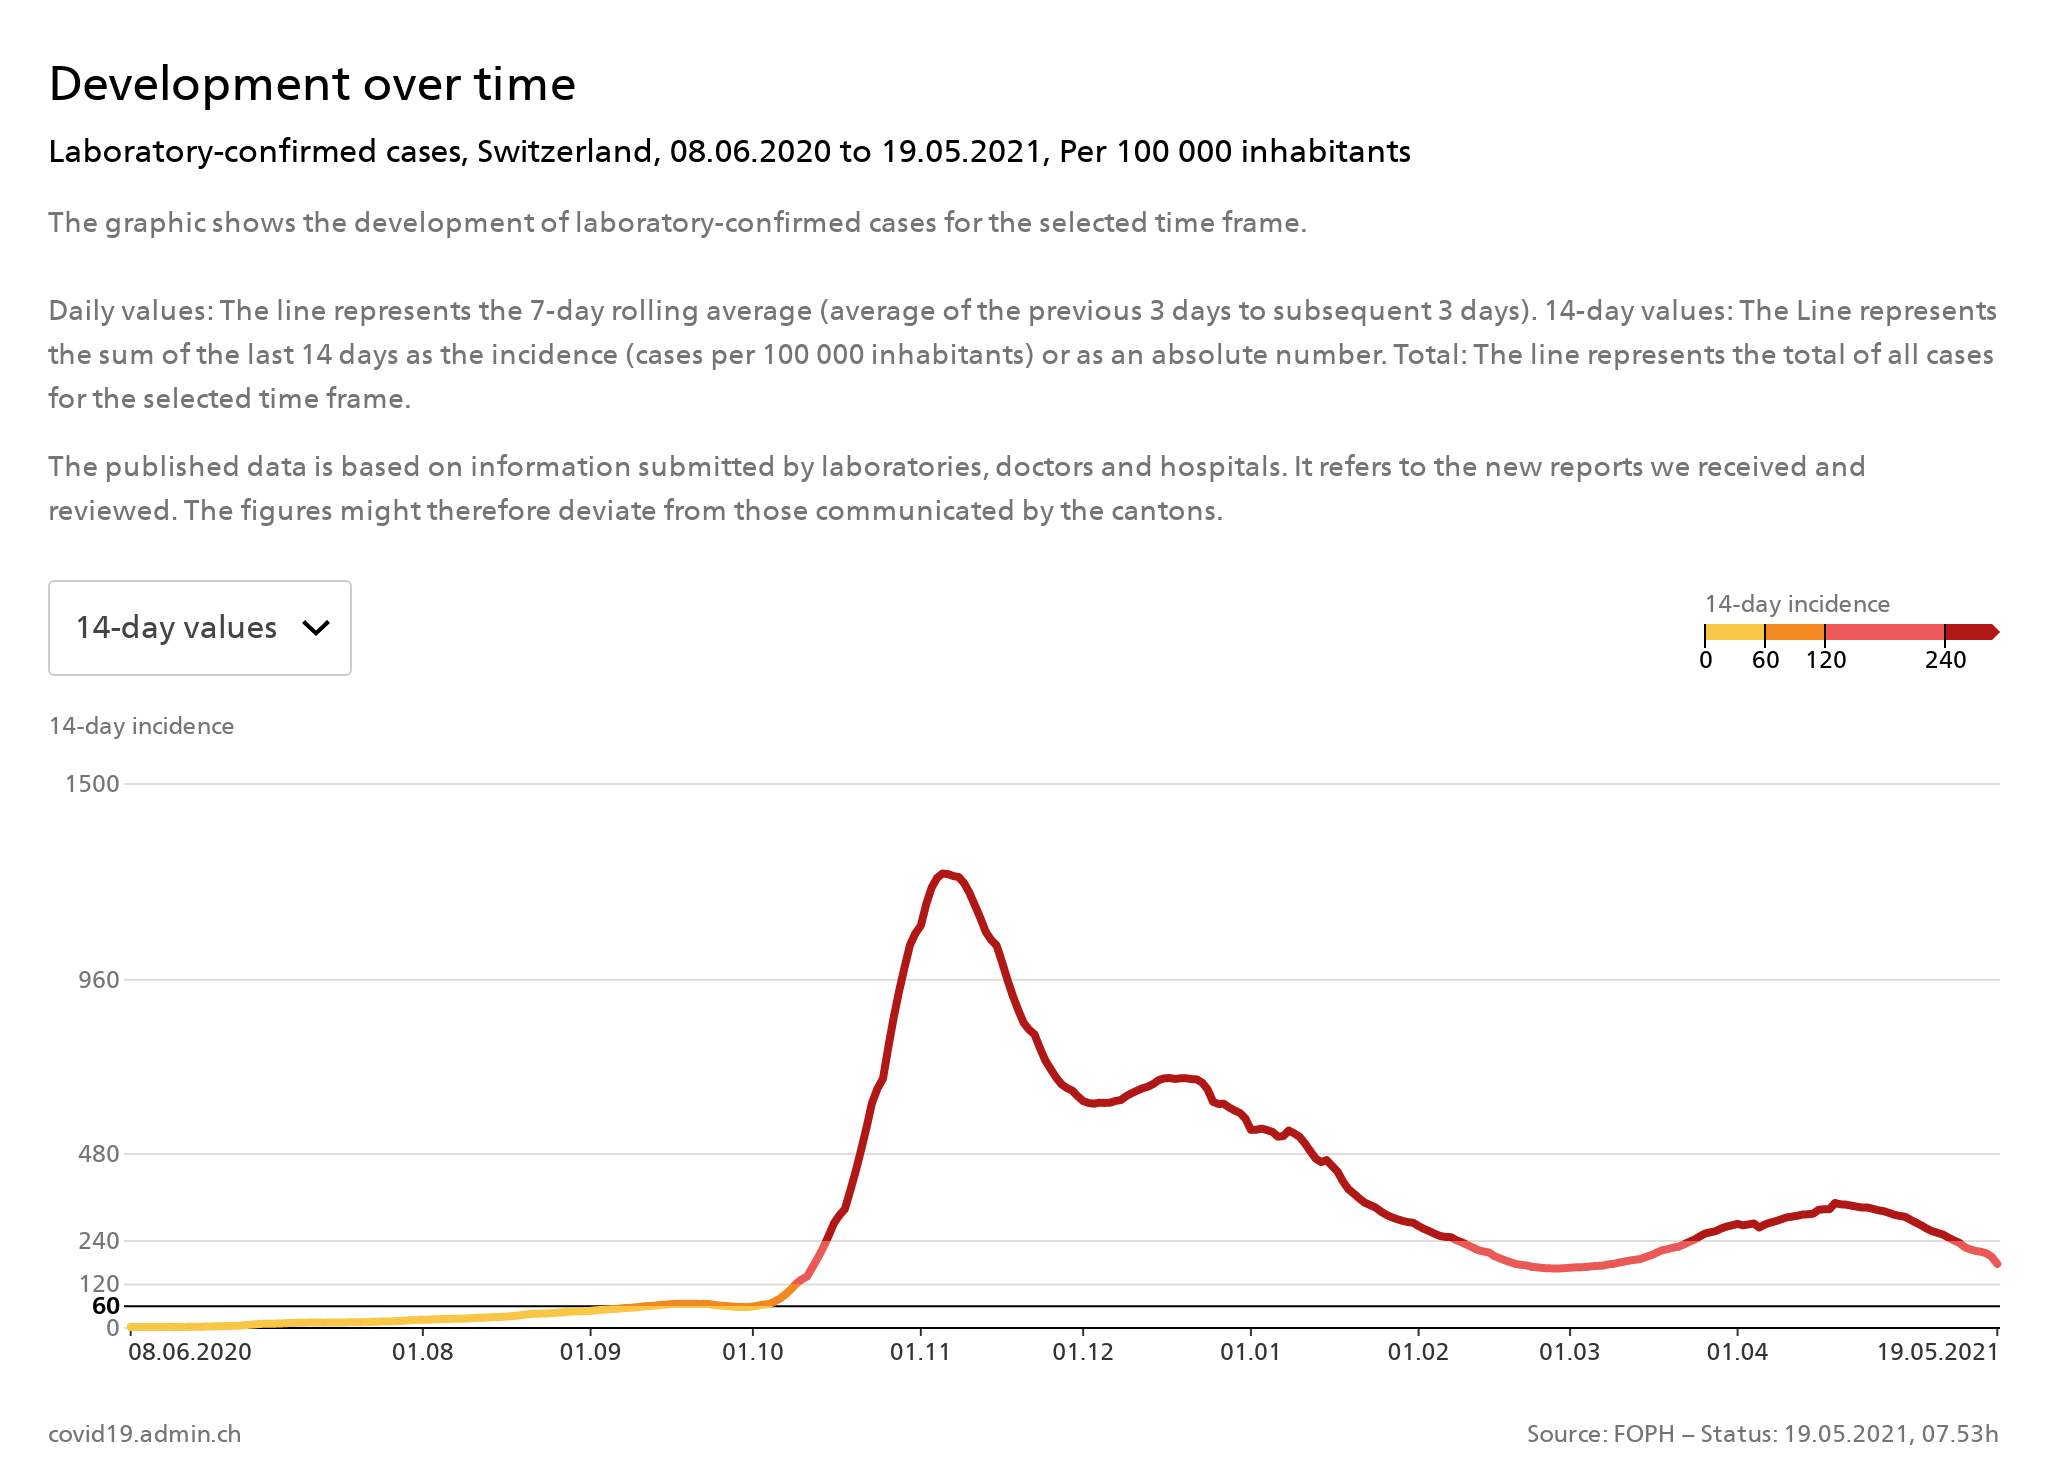 Development over time
Laboratory-confirmed cases, Switzerland, 08.06.2020 to 19.05.2021, Per 100 000 inhabitants
The graphic shows the development of laboratory-confirmed cases for the selected time frame.
Daily values: The line represents the 7-day rolling average (average of the previous 3 days to subsequent 3 days). 14-day values: The Line represents
the sum of the last 14 days as the incidence (cases per 100 000 inhabitants) or as an absolute number. Total: The line represents the total of all cases
for the selected time frame.
The published data is based on information submitted by laboratories, doctors and hospitals. It refers to the new reports we received and
reviewed. The figures might therefore deviate from those communicated by the cantons.
14-day values
14-day incidence
0 60 120 240
14-day incidence
1500
960
480
240
120
60
0
08.06.2020 01.08 01.09 01.10 01.11 01.12 01.01 01.02 01.03 01.04 19.05.2021
covid19.admin.ch
Source: FOPH – Status: 19.05.2021, 07.53h